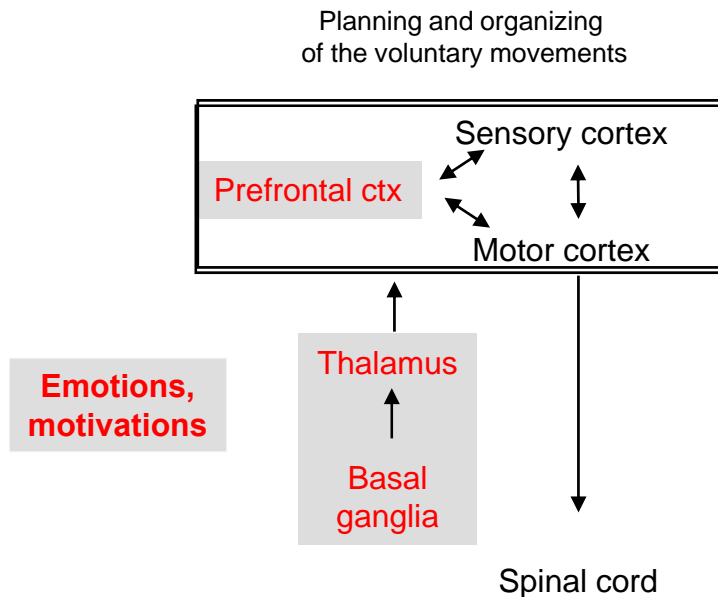 Planning and organizing
of the voluntary movements
Sensory cortex
Prefrontal ctx
Motor cortex
Thalamus
Emotions,
motivations
Basal
ganglia
Spinal cord